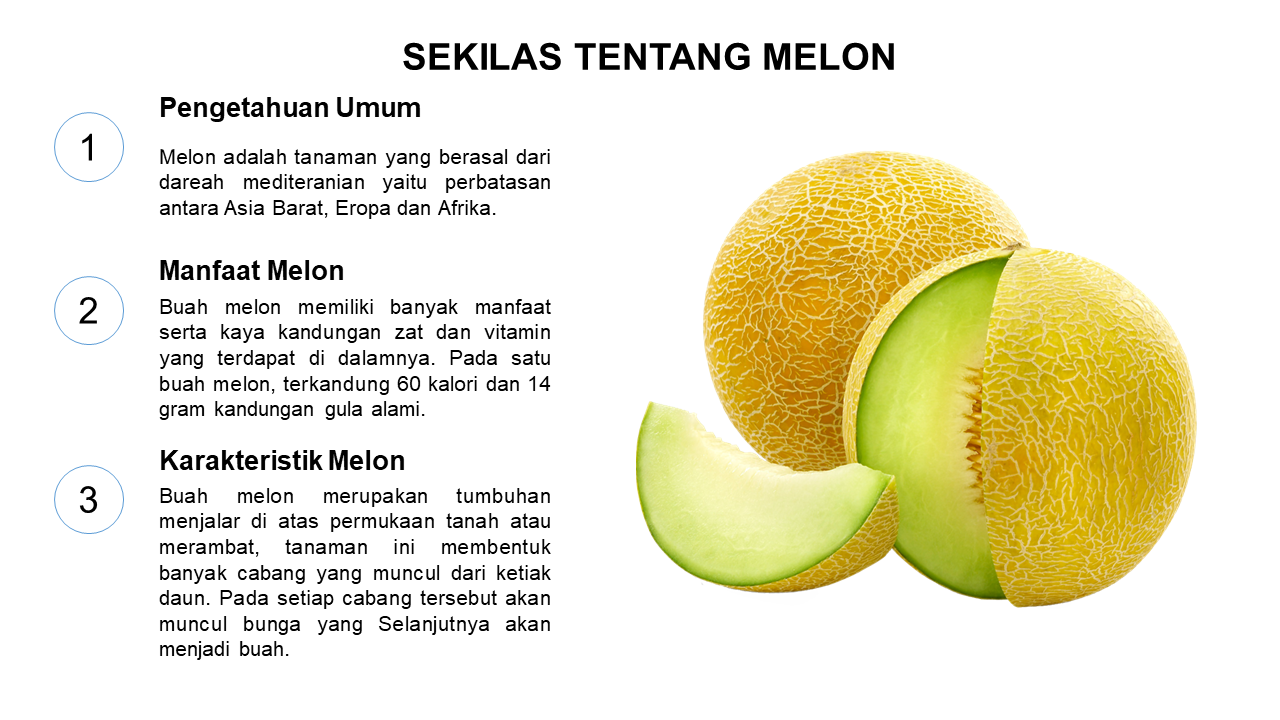 SEKILAS TENTANG MELON
1
Pengetahuan Umum
Melon adalah tanaman yang berasal dari
dareah mediteranian yaitu perbatasan
antara Asia Barat, Eropa dan Afrika.
2
Manfaat Melon
Buah melon memiliki banyak manfaat
serta kaya kandungan zat dan vitamin
yang terdapat di dalamnya. Pada satu
buah melon, terkandung 60 kalori dan 14
gram kandungan gula alami.
3
Karakteristik Melon
Buah melon merupakan tumbuhan
menjalar di atas permukaan tanah atau
merambat, tanaman ini membentuk
banyak cabang yang muncul dari ketiak
daun. Pada setiap cabang tersebut akan
muncul bunga yang Selanjutnya akan
menjadi buah.